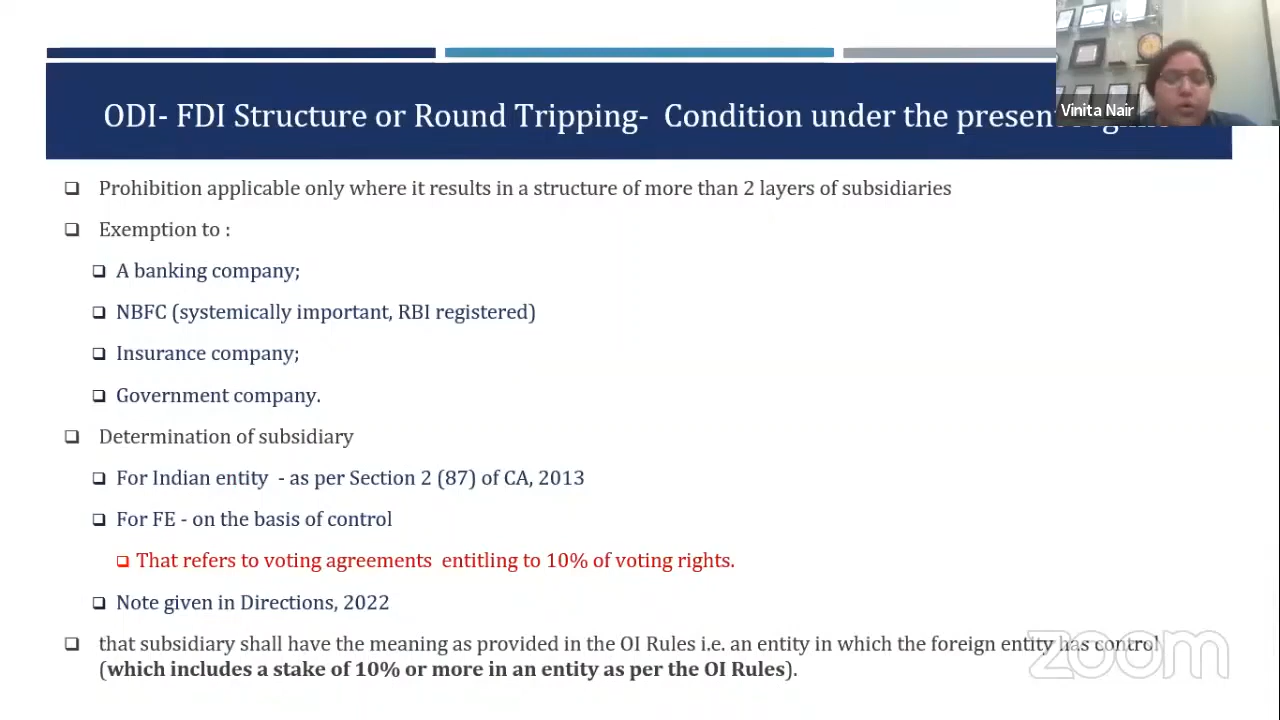 ODI- FDI Structure or Round Tripping- Condition under the present
Vinita Nair
Prohibition applicable only where it results in a structure of more than 2 layers of subsidiaries
Exemption to :
A banking company;
NBFC (systemically important, RBI registered)
Insurance company;
Government company.
Determination of subsidiary
For Indian entity - as per Section 2 (87) of CA, 2013
For FE - on the basis of control
That refers to voting agreements entitling to 10% of voting rights.
Note given in Directions, 2022
that subsidiary shall have the meaning as provided in the OI Rules i.e. an entity in which the foreign entity has control
(which includes a stake of 10% or more in an entity as per the OI Rules).
zoom